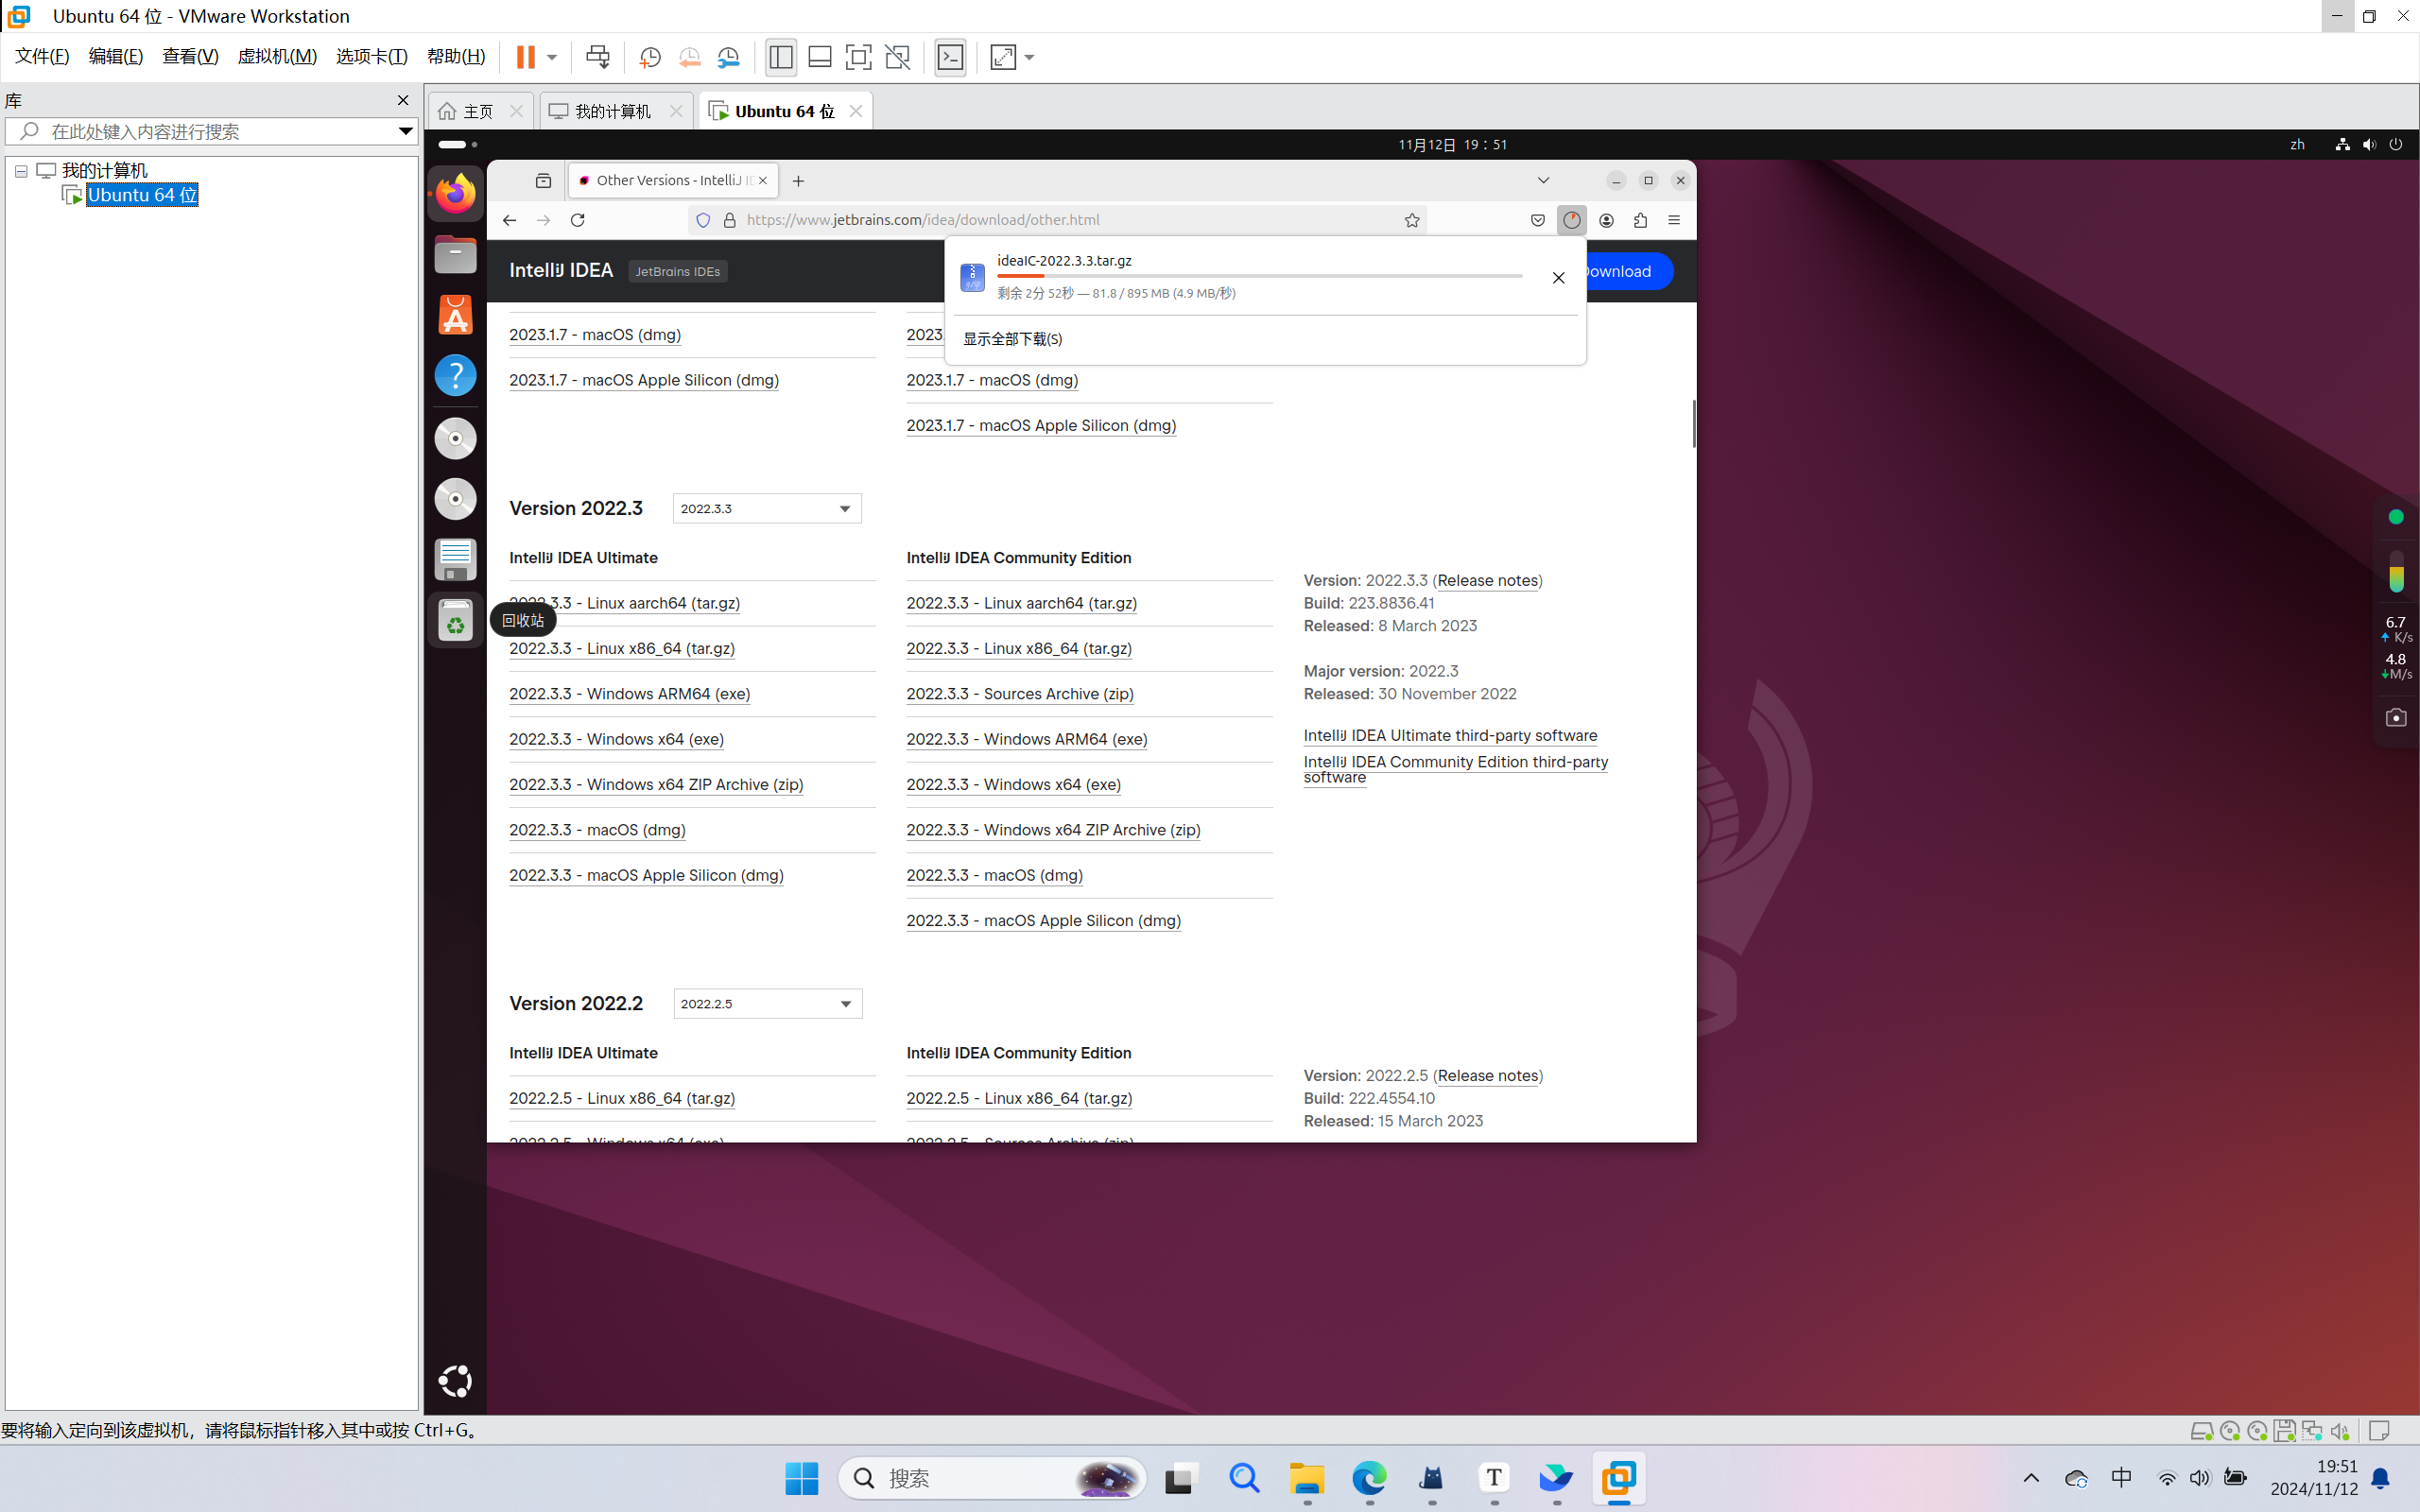 Ubuntu 64 位 - VMware Workstation
文件(F) 编辑(E) 查看(V) 虚拟机(M) 选项卡(T) 帮助(H)
库
在此处键入内容进行搜索
我的计算机
Ubuntu 64 位
主页 我的计算机 Ubuntu 64 位
11月12日 19：51
zh
Other Versions - IntelliJ ID
https://www.jetbrains.com/idea/download/other.html
IntelliJ IDEA JetBrains IDEs
Download
ideaIC-2022.3.3.tar.gz
剩余 2分 52秒 — 81.8 / 895 MB (4.9 MB/秒)
显示全部下载(S)
2023.1.7 - macOS (dmg)
2023.1.7 - macOS Apple Silicon (dmg)
2023.
2023.1.7 - macOS (dmg)
2023.1.7 - macOS Apple Silicon (dmg)
Version 2022.3 2022.3.3
IntelliJ IDEA Ultimate
2022.3.3 - Linux aarch64 (tar.gz)
2022.3.3 - Linux x86_64 (tar.gz)
2022.3.3 - Windows ARM64 (exe)
2022.3.3 - Windows x64 (exe)
2022.3.3 - Windows x64 ZIP Archive (zip)
2022.3.3 - macOS (dmg)
2022.3.3 - macOS Apple Silicon (dmg)
回收站
IntelliJ IDEA Community Edition
2022.3.3 - Linux aarch64 (tar.gz)
2022.3.3 - Linux x86_64 (tar.gz)
2022.3.3 - Sources Archive (zip)
2022.3.3 - Windows ARM64 (exe)
2022.3.3 - Windows x64 (exe)
2022.3.3 - Windows x64 ZIP Archive (zip)
2022.3.3 - macOS (dmg)
2022.3.3 - macOS Apple Silicon (dmg)
Version: 2022.3.3 (Release notes)
Build: 223.8836.41
Released: 8 March 2023
Major version: 2022.3
Released: 30 November 2022
IntelliJ IDEA Ultimate third-party software
IntelliJ IDEA Community Edition third-party
software
Version 2022.2 2022.2.5
IntelliJ IDEA Ultimate
2022.2.5 - Linux x86_64 (tar.gz)
2022.2.5 - Windows x64 (exe)
IntelliJ IDEA Community Edition
2022.2.5 - Linux x86_64 (tar.gz)
2022.2.5 - Sources Archive (zip)
Version: 2022.2.5 (Release notes)
Build: 222.4554.10
Released: 15 March 2023
6.7
K/s
4.8
M/s
要将输入定向到该虚拟机，请将鼠标指针移入其中或按 Ctrl+G。
搜索
中
19:51
2024/11/12